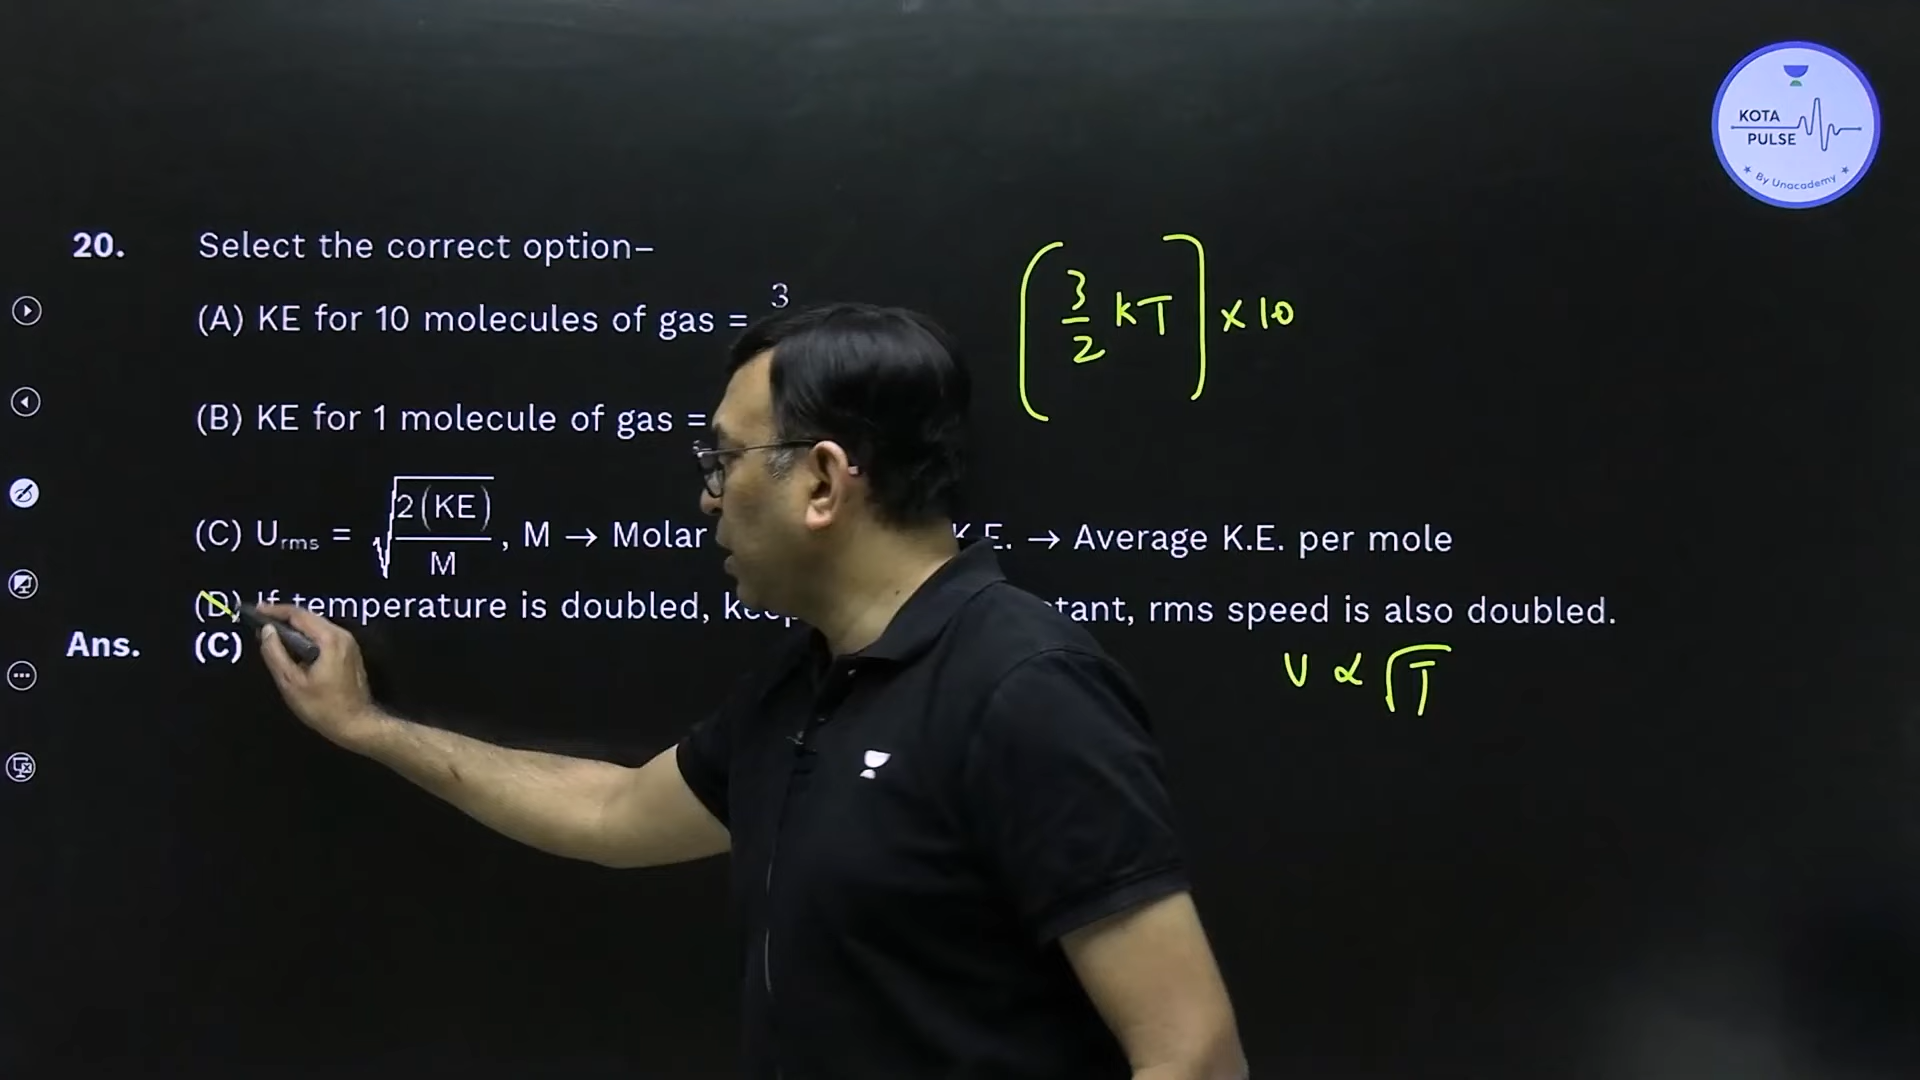 KOTA
PULSE
★ By Unacademy ★
20. Select the correct option–
(A) KE for 10 molecules of gas = 3
(3/2 KT) × 10
(B) KE for 1 molecule of gas =
(C) U_rms = √(2(KE)/M) , M → Molar K.E. → Average K.E. per mole
(D) If temperature is doubled, tant, rms speed is also doubled.
Ans. (C)
V ∝ √T